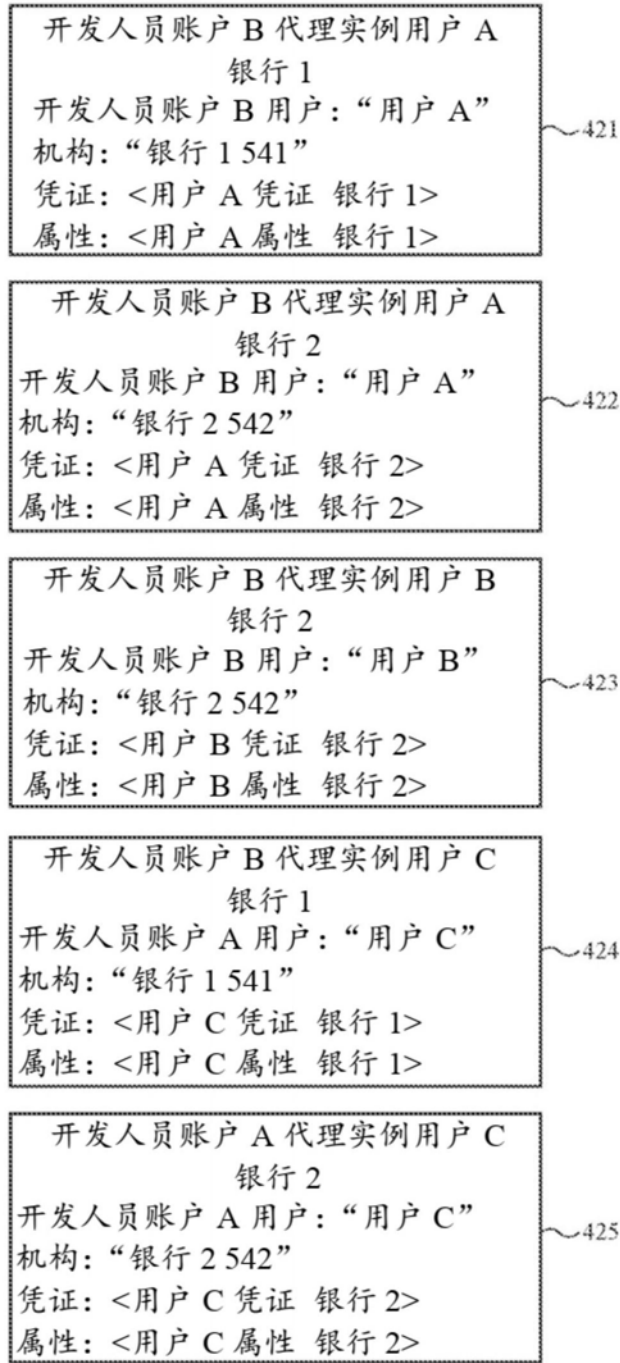 开发人员账户 B 代理实例用户 A
银行 1
开发人员账户 B 用户：“用户 A”
机构：“银行 1 541”
凭证：<用户 A 凭证 银行 1>
属性：<用户 A 属性 银行 1>
421
开发人员账户 B 代理实例用户 A
银行 2
开发人员账户 B 用户：“用户 A”
机构：“银行 2 542”
凭证：<用户 A 凭证 银行 2>
属性：<用户 A 属性 银行 2>
422
开发人员账户 B 代理实例用户 B
银行 2
开发人员账户 B 用户：“用户 B”
机构：“银行 2 542”
凭证：<用户 B 凭证 银行 2>
属性：<用户 B 属性 银行 2>
423
开发人员账户 B 代理实例用户 C
银行 1
开发人员账户 A 用户：“用户 C”
机构：“银行 1 541”
凭证：<用户 C 凭证 银行 1>
属性：<用户 C 属性 银行 1>
424
开发人员账户 A 代理实例用户 C
银行 2
开发人员账户 A 用户：“用户 C”
机构：“银行 2 542”
凭证：<用户 C 凭证 银行 2>
属性：<用户 C 属性 银行 2>
425